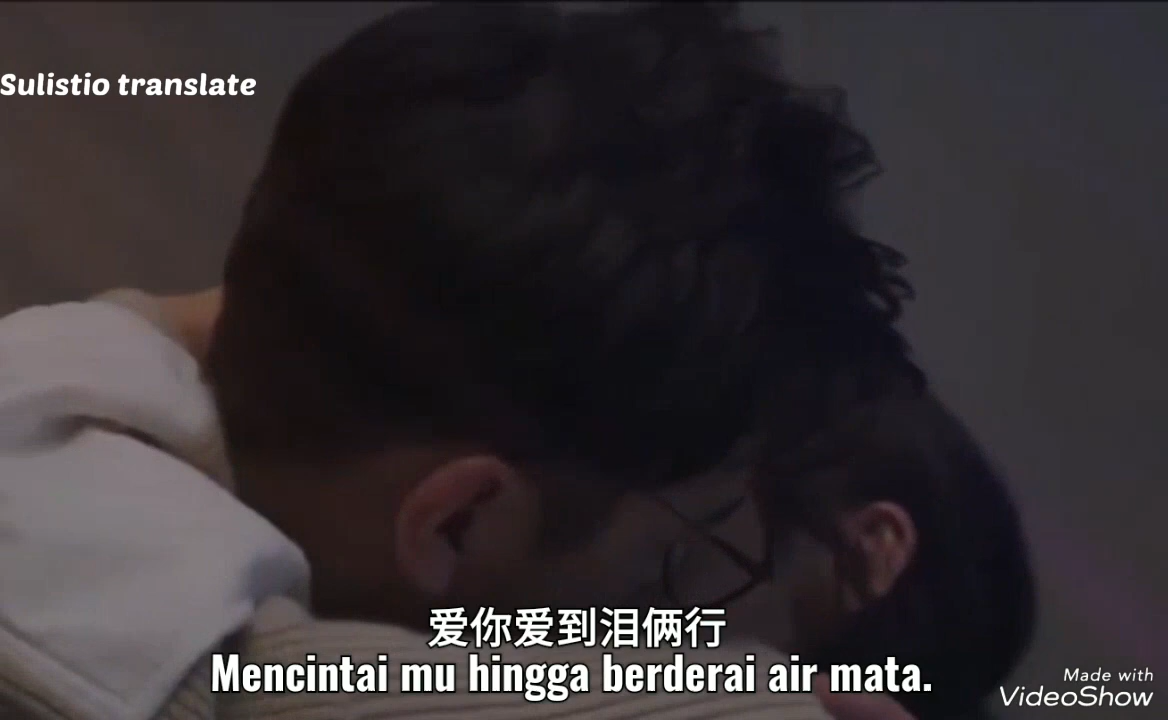 Sulistio translate
爱你爱到泪俩行
Mencintai mu hingga berderai air mata.
Made with
VideoShow